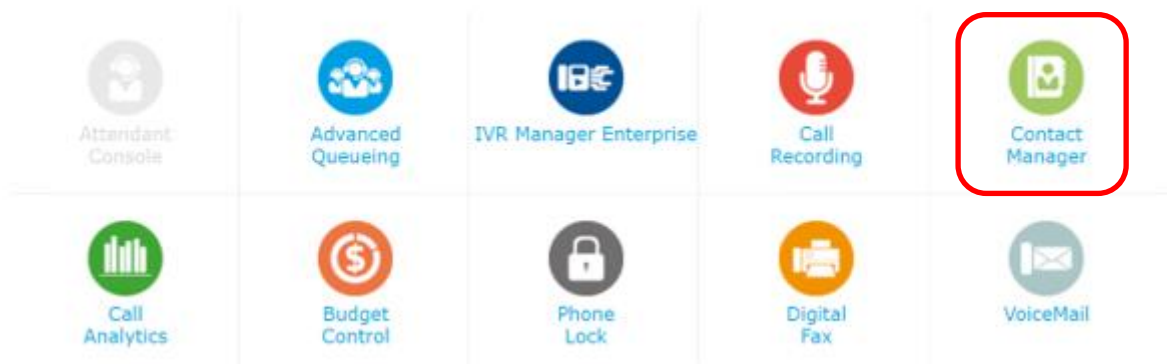 Attendant
Console
Advanced
Queueing
IVR Manager Enterprise
Call
Recording
Contact
Manager
Call
Analytics
Budget
Control
Phone
Lock
Digital
Fax
VoiceMail